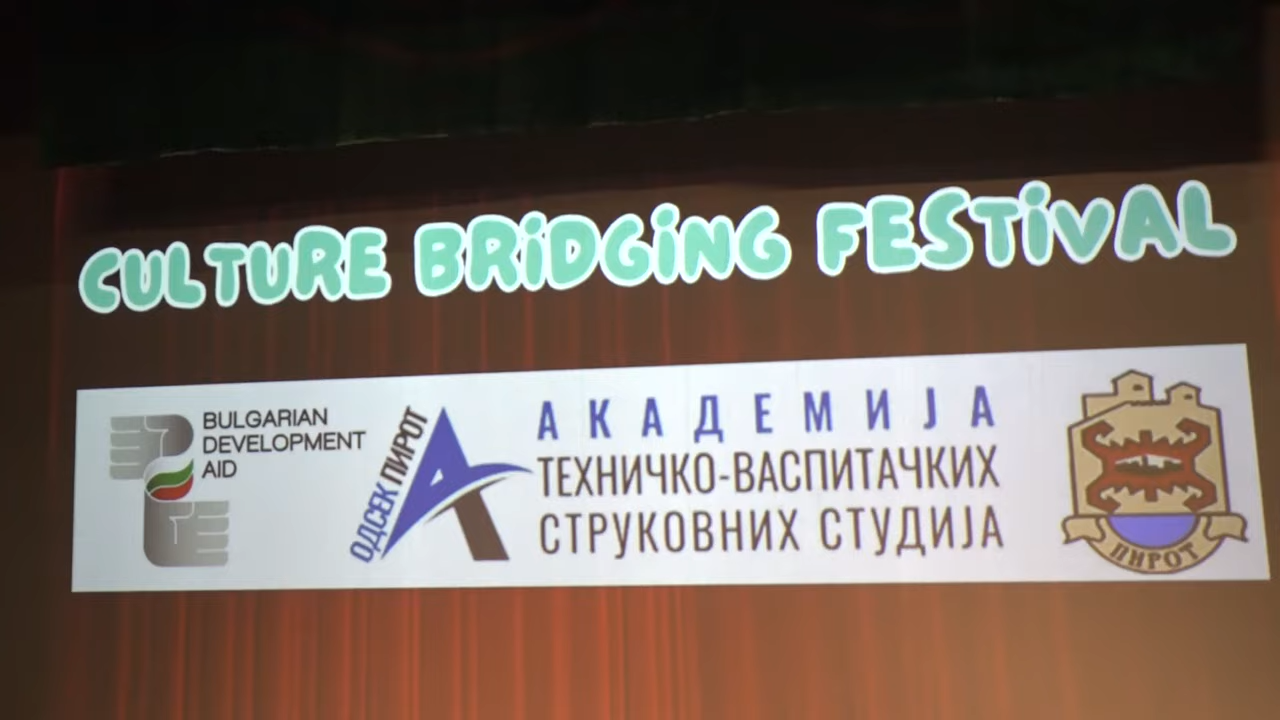 CULTURE BRIDGING FESTIVAL
BULGARIAN
DEVELOPMENT
AID
ОДСЕК ПИРОТ
АКАДЕМИЈА
ТЕХНИЧКО-ВАСПИТАЧКИХ
СТРУКОВНИХ СТУДИЈА
ПИРОТ